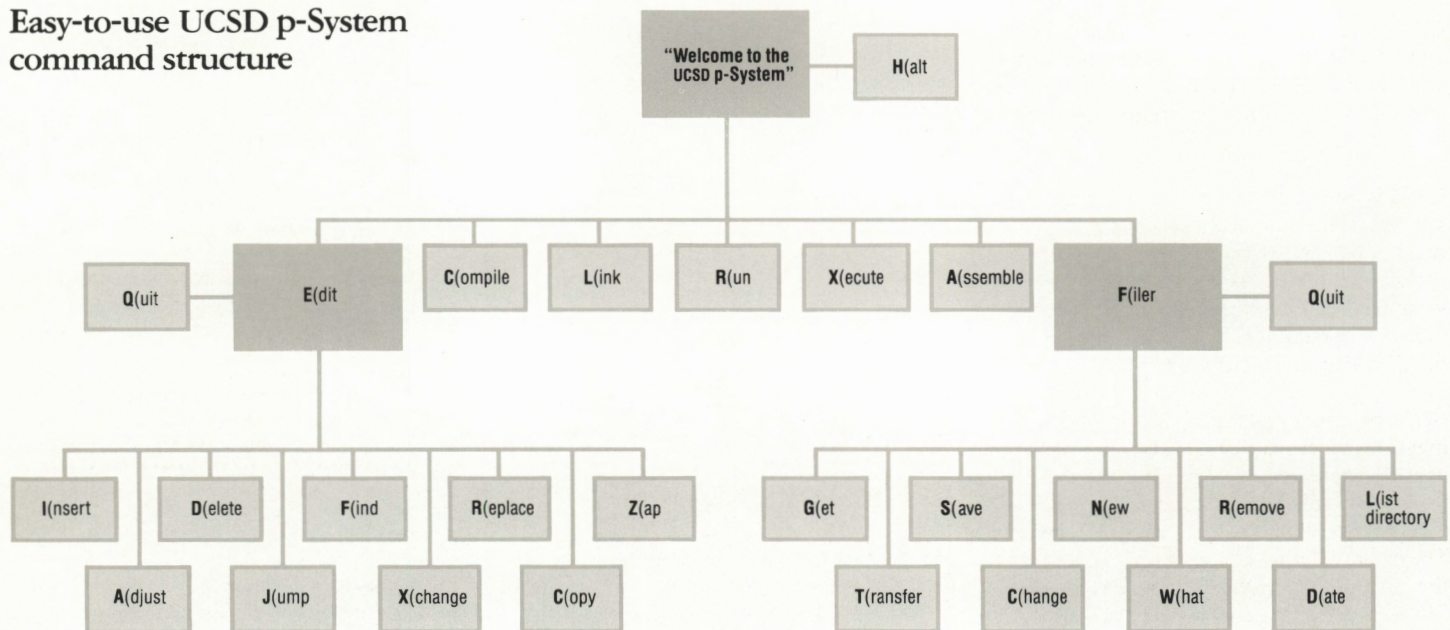 Easy-to-use UCSD p-System
command structure
“Welcome to the
UCSD p-System”
H(alt
Q(uit
E(dit
C(ompile
L(ink
R(un
X(ecute
A(ssemble
F(iler
Q(uit
I(nsert
D(elete
F(ind
R(eplace
Z(ap
A(djust
J(ump
X(change
C(opy
G(et
S(ave
N(ew
R(emove
L(ist
directory
T(ransfer
C(hange
W(hat
D(ate